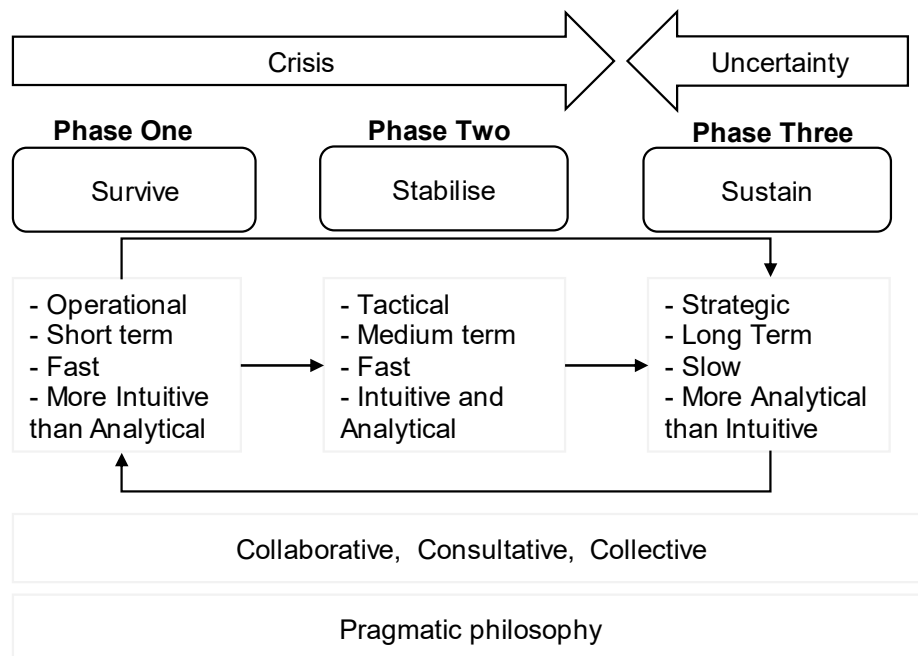 Crisis
Uncertainty
Phase One
Phase Two
Phase Three
Survive
Stabilise
Sustain
- Operational
- Short term
- Fast
- More Intuitive
than Analytical
- Tactical
- Medium term
- Fast
- Intuitive and
Analytical
- Strategic
- Long Term
- Slow
- More Analytical
than Intuitive
Collaborative, Consultative, Collective
Pragmatic philosophy